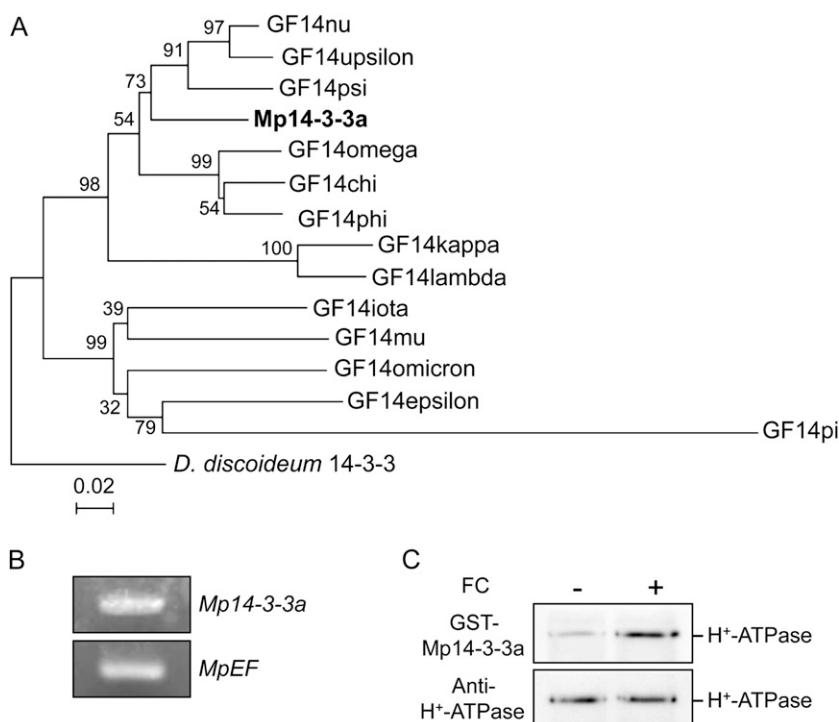 A
97
GF14nu
91
GF14upsilon
73
GF14psi
54
Mp14-3-3a
99
GF14omega
98
GF14chi
54
GF14phi
100
GF14kappa
GF14lambda
39
GF14iota
99
GF14mu
GF14omicron
32
GF14epsilon
79
GF14pi
D. discoideum 14-3-3
0.02
B
Mp14-3-3a
MpEF
C
FC - +
GST-
Mp14-3-3a
H+-ATPase
Anti-
H+-ATPase
H+-ATPase